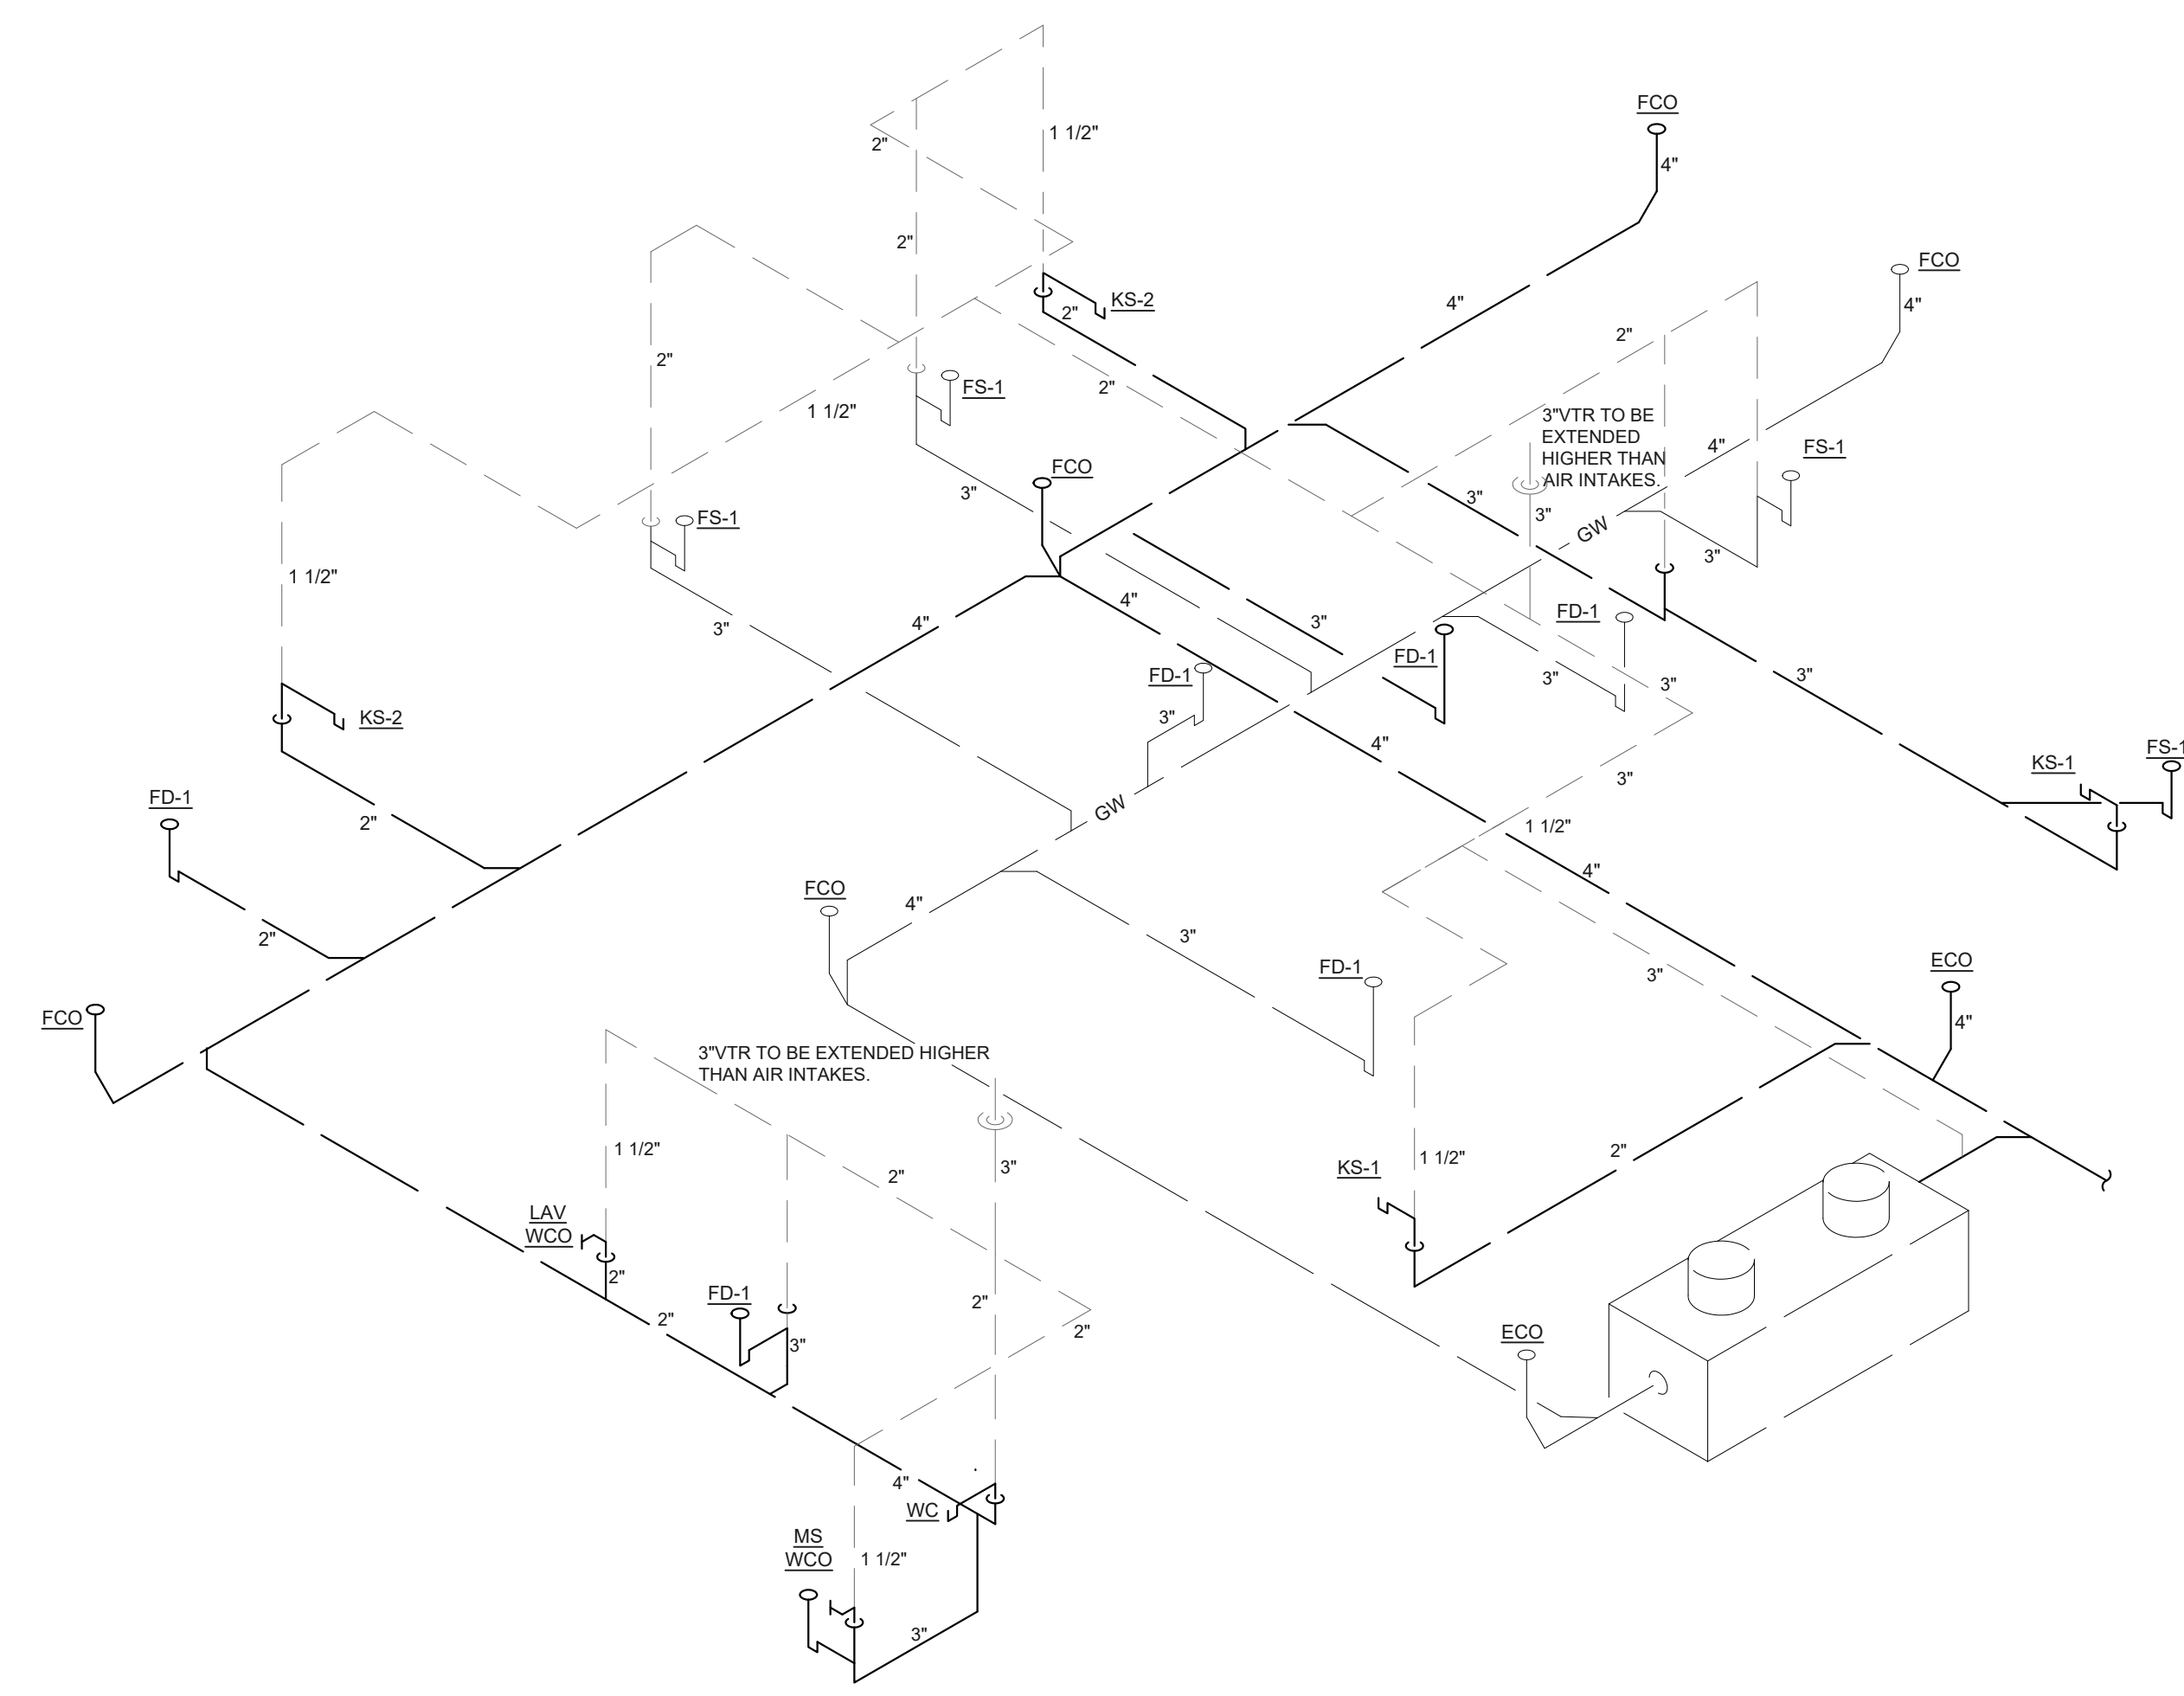 FCO
1 1/2"
2"
4"
2"
FCO
KS-2
4"
4"
2"
2"
2"
2"
FS-1
1 1/2"
3"VTR TO BE
EXTENDED
HIGHER THAN
AIR INTAKES.
4"
FS-1
FCO
3"
3"
FS-1
3"
GW
3"
1 1/2"
4"
FD-1
3"
4"
3"
FD-1
3"
FD-1
3"
3"
KS-2
3"
4"
FS-1
KS-1
3"
FD-1
GW
2"
1 1/2"
4"
FCO
4"
2"
3"
FD-1
3"
ECO
FCO
4"
3"VTR TO BE EXTENDED HIGHER
THAN AIR INTAKES.
1 1/2"
2"
3"
KS-1
1 1/2"
2"
LAV
WCO
2"
FD-1
2"
2"
2"
3"
ECO
4"
WC
MS
WCO
1 1/2"
3"